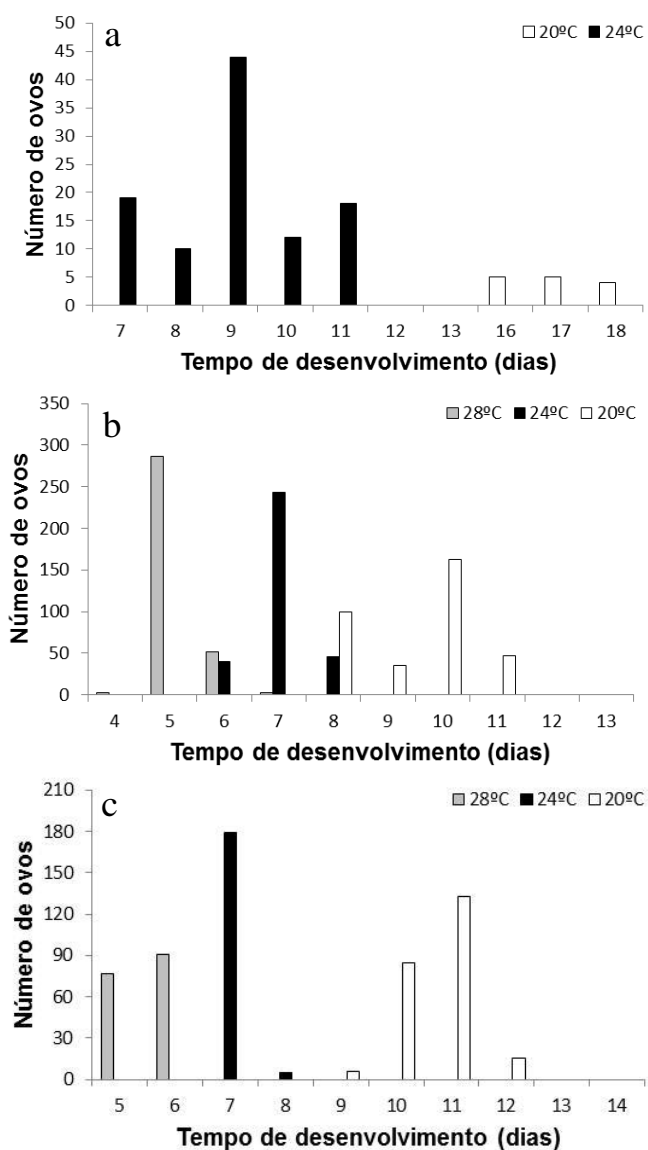 a
20ºC 24ºC
Número de ovos
50
45
40
35
30
25
20
15
10
5
0
7 8 9 10 11 12 13 16 17 18
Tempo de desenvolvimento (dias)
b
28ºC 24ºC 20ºC
Número de ovos
350
300
250
200
150
100
50
0
4 5 6 7 8 9 10 11 12 13
Tempo de desenvolvimento (dias)
c
28ºC 24ºC 20ºC
Número de ovos
210
180
150
120
90
60
30
0
5 6 7 8 9 10 11 12 13 14
Tempo de desenvolvimento (dias)